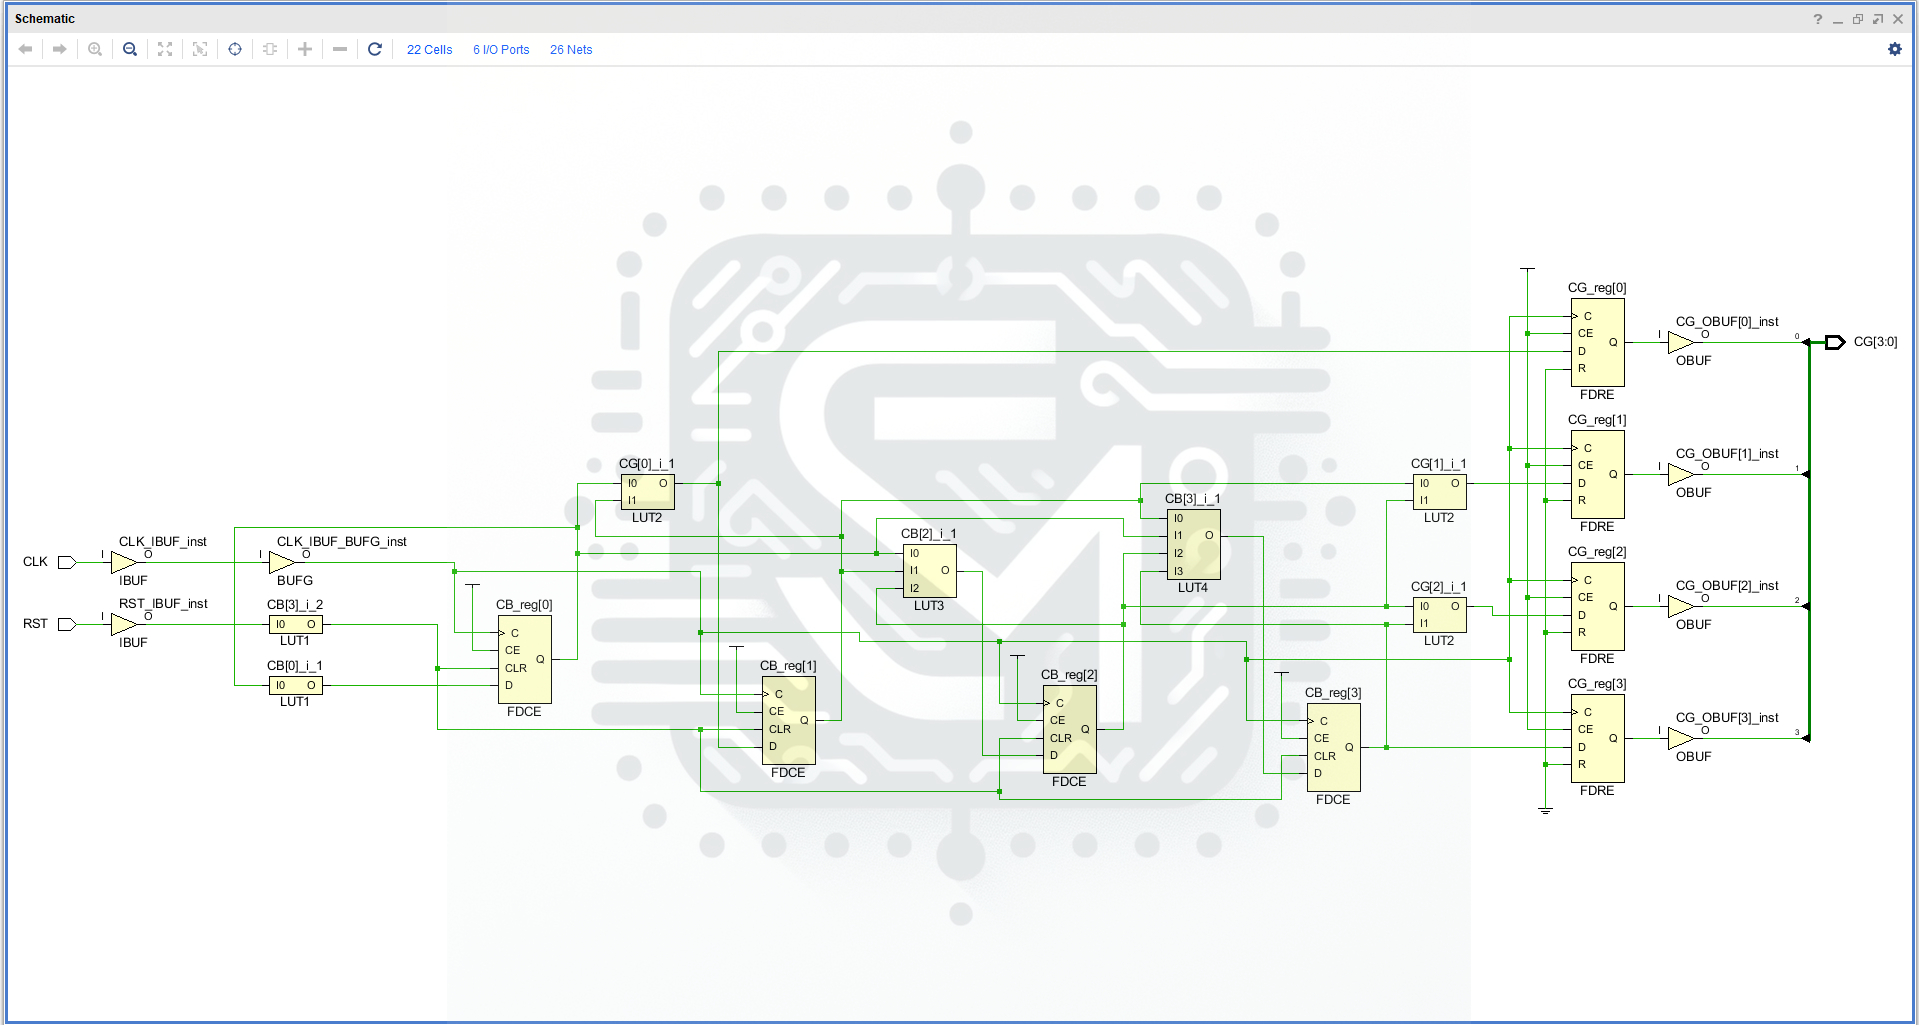 Schematic
22 Cells 6 I/O Ports 26 Nets
CLK
I
CLK_IBUF_inst
O
IBUF
I
CLK_IBUF_BUFG_inst
O
BUFG
RST
I
RST_IBUF_inst
O
IBUF
CB[3]_i_2
I0 O
LUT1
CB[0]_i_1
I0 O
LUT1
CB_reg[0]
C
CE
CLR
D
Q
FDCE
CG[0]_i_1
I0 O
I1
LUT2
CB_reg[1]
C
CE
CLR
D
Q
FDCE
CB[2]_i_1
I0
I1 O
I2
LUT3
CB_reg[2]
C
CE
CLR
D
Q
FDCE
CB[3]_i_1
I0
I1 O
I2
I3
LUT4
CB_reg[3]
C
CE
CLR
D
Q
FDCE
CG[1]_i_1
I0 O
I1
LUT2
CG[2]_i_1
I0 O
I1
LUT2
CG_reg[0]
C
CE
D
R
Q
FDRE
I
CG_OBUF[0]_inst
O
OBUF
0
CG[3:0]
CG_reg[1]
C
CE
D
R
Q
FDRE
I
CG_OBUF[1]_inst
O
OBUF
1
CG_reg[2]
C
CE
D
R
Q
FDRE
I
CG_OBUF[2]_inst
O
OBUF
2
CG_reg[3]
C
CE
D
R
Q
FDRE
I
CG_OBUF[3]_inst
O
OBUF
3